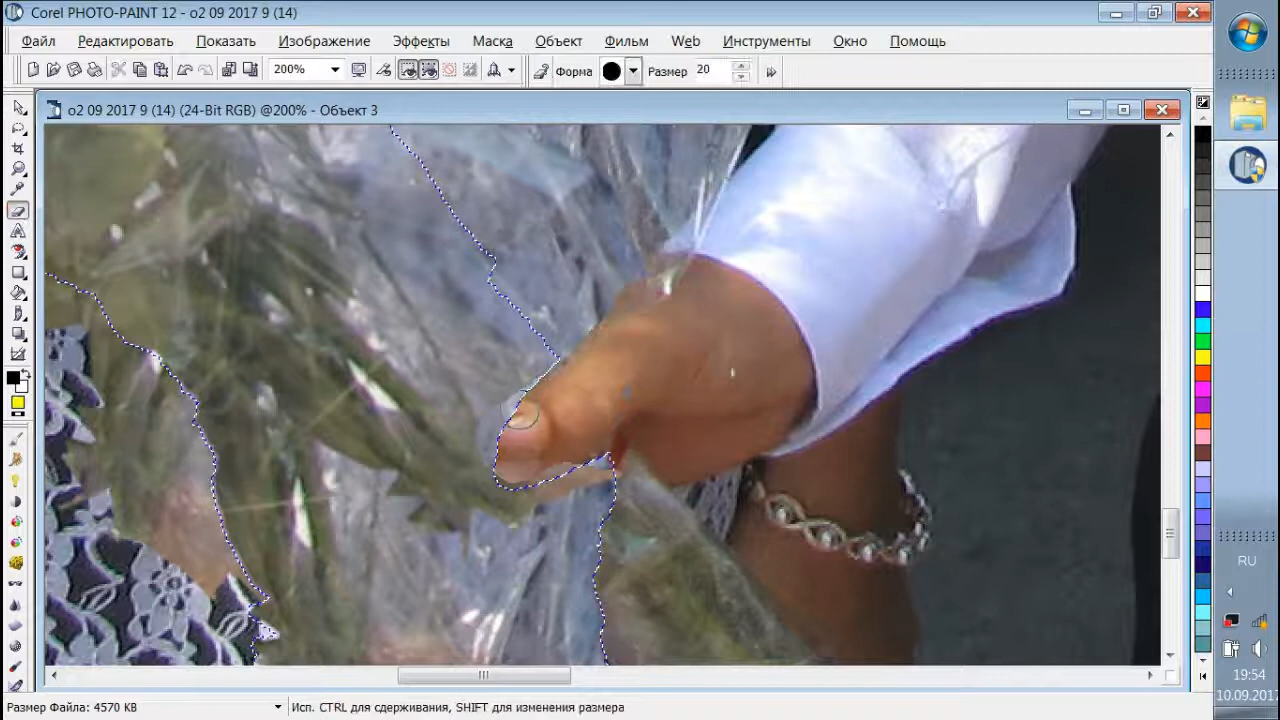 Corel PHOTO-PAINT 12 - o2 09 2017 9 (14)
Файл Редактировать Показать Изображение Эффекты Маска Объект Фильм Web Инструменты Окно Помощь
200% Форма Размер 20
o2 09 2017 9 (14) (24-Bit RGB) @200% - Объект 3
RU
19:54
10.09.2017
Размер Файла: 4570 KB Исп. CTRL для сдерживания, SHIFT для изменения размера